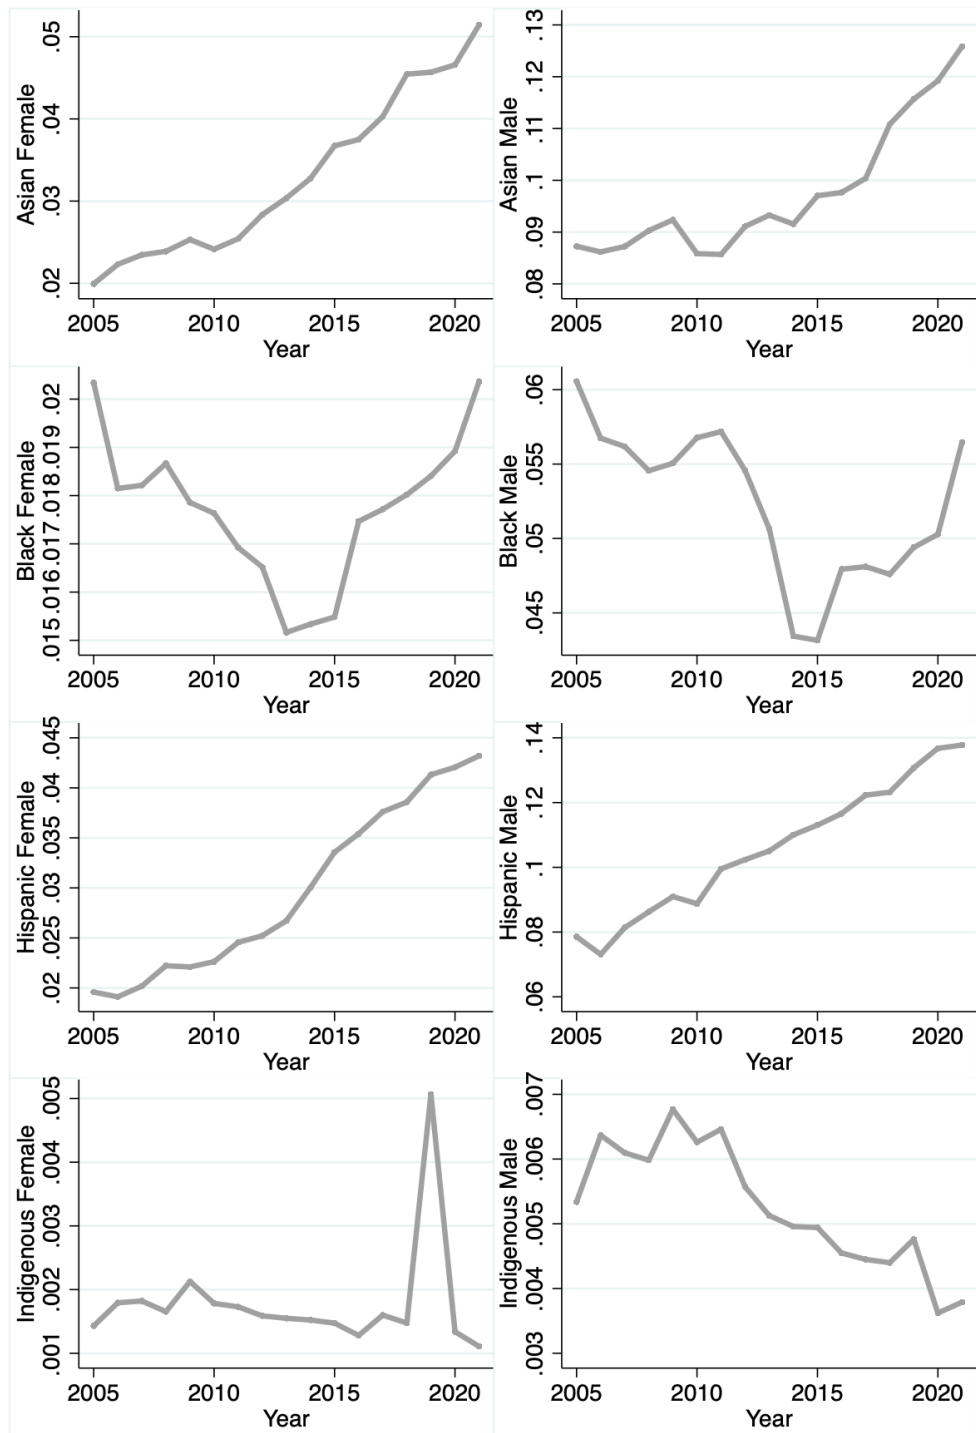 Asian Female
.05
.04
.03
.02
2005 2010 2015 2020
Year
Asian Male
.13
.12
.11
.1
.09
.08
2005 2010 2015 2020
Year
Black Female
.02
.019
.018
.017
.016
.015
2005 2010 2015 2020
Year
Black Male
.06
.055
.05
.045
2005 2010 2015 2020
Year
Hispanic Female
.045
.04
.035
.03
.025
.02
2005 2010 2015 2020
Year
Hispanic Male
.14
.12
.1
.08
.06
2005 2010 2015 2020
Year
Indigenous Female
.005
.004
.003
.002
.001
2005 2010 2015 2020
Year
Indigenous Male
.007
.006
.005
.004
.003
2005 2010 2015 2020
Year